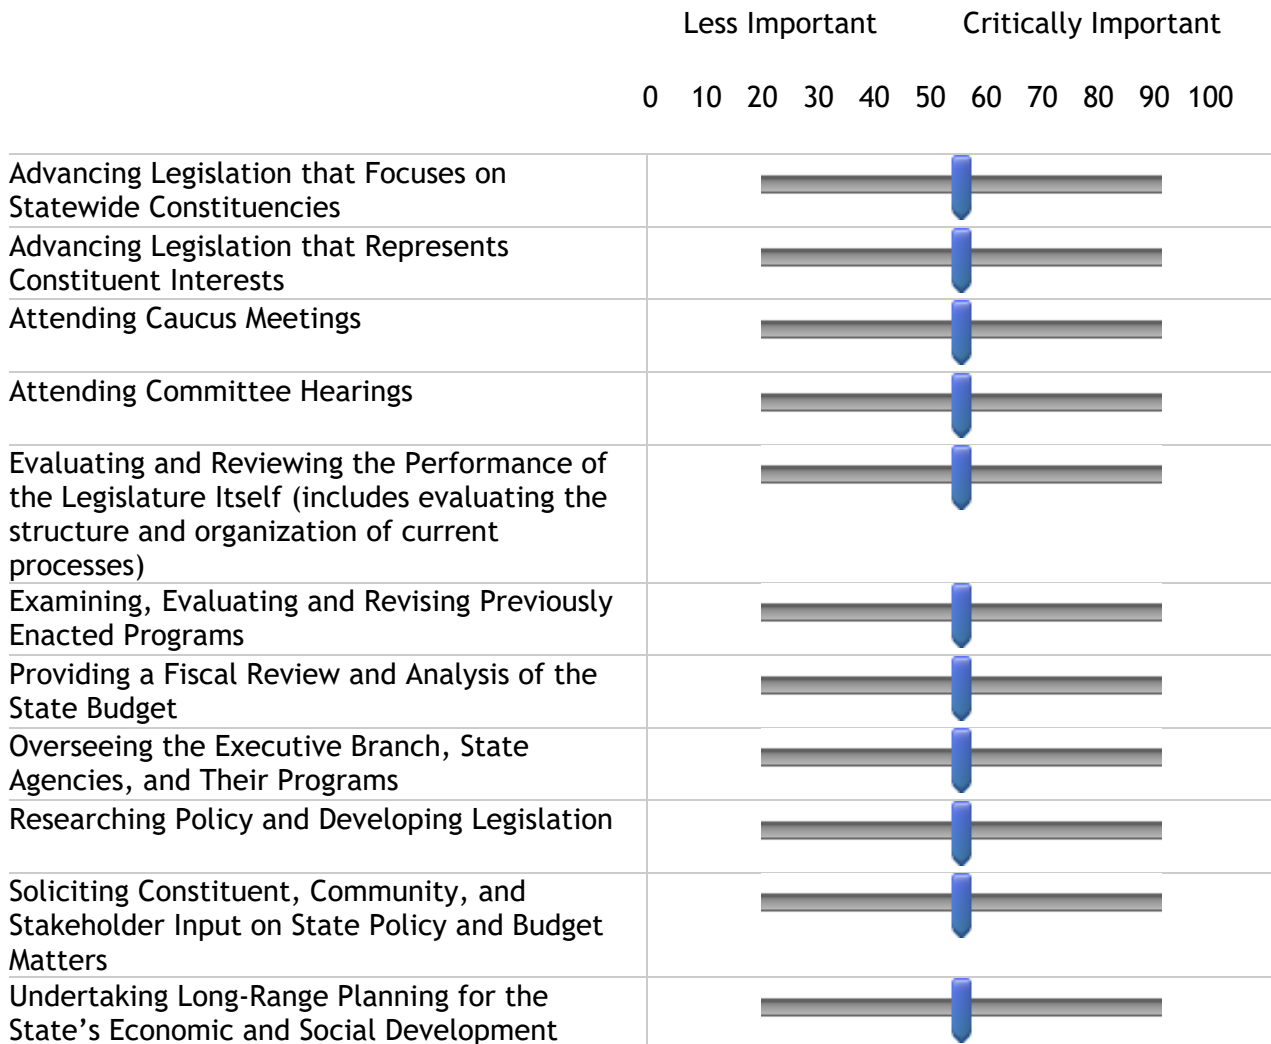 Less Important Critically Important
0 10 20 30 40 50 60 70 80 90 100
Advancing Legislation that Focuses on
Statewide Constituencies
Advancing Legislation that Represents
Constituent Interests
Attending Caucus Meetings
Attending Committee Hearings
Evaluating and Reviewing the Performance of
the Legislature Itself (includes evaluating the
structure and organization of current
processes)
Examining, Evaluating and Revising Previously
Enacted Programs
Providing a Fiscal Review and Analysis of the
State Budget
Overseeing the Executive Branch, State
Agencies, and Their Programs
Researching Policy and Developing Legislation
Soliciting Constituent, Community, and
Stakeholder Input on State Policy and Budget
Matters
Undertaking Long-Range Planning for the
State’s Economic and Social Development